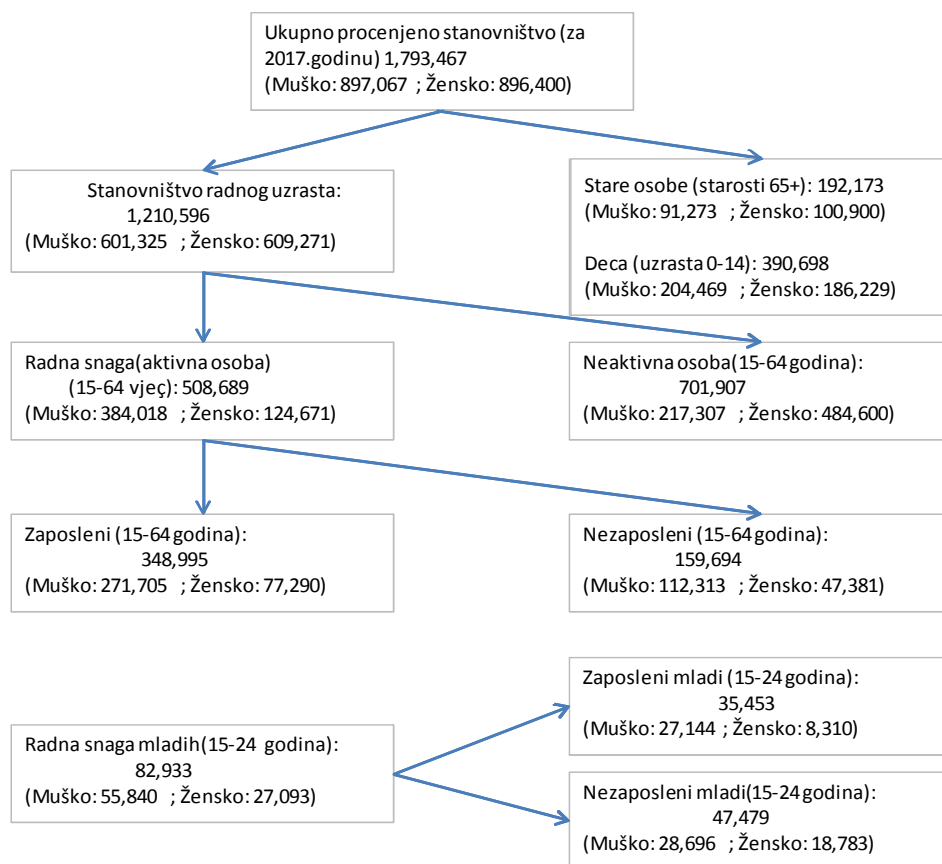 Ukupno procenjeno stanovništvo (za
2017.godinu) 1,793,467
(Muško: 897,067 ; Žensko: 896,400)
Stanovništvo radnog uzrasta:
1,210,596
(Muško: 601,325 ; Žensko: 609,271)
Stare osobe (starosti 65+): 192,173
(Muško: 91,273 ; Žensko: 100,900)
Deca (uzrasta 0-14): 390,698
(Muško: 204,469 ; Žensko: 186,229)
Radna snaga(aktivna osoba)
(15-64 vjeç): 508,689
(Muško: 384,018 ; Žensko: 124,671)
Neaktivna osoba(15-64 godina):
701,907
(Muško: 217,307 ; Žensko: 484,600)
Zaposleni (15-64 godina):
348,995
(Muško: 271,705 ; Žensko: 77,290)
Nezaposleni (15-64 godina):
159,694
(Muško: 112,313 ; Žensko: 47,381)
Radna snaga mladih(15-24 godina):
82,933
(Muško: 55,840 ; Žensko: 27,093)
Zaposleni mladi (15-24 godina):
35,453
(Muško: 27,144 ; Žensko: 8,310)
Nezaposleni mladi(15-24 godina):
47,479
(Muško: 28,696 ; Žensko: 18,783)